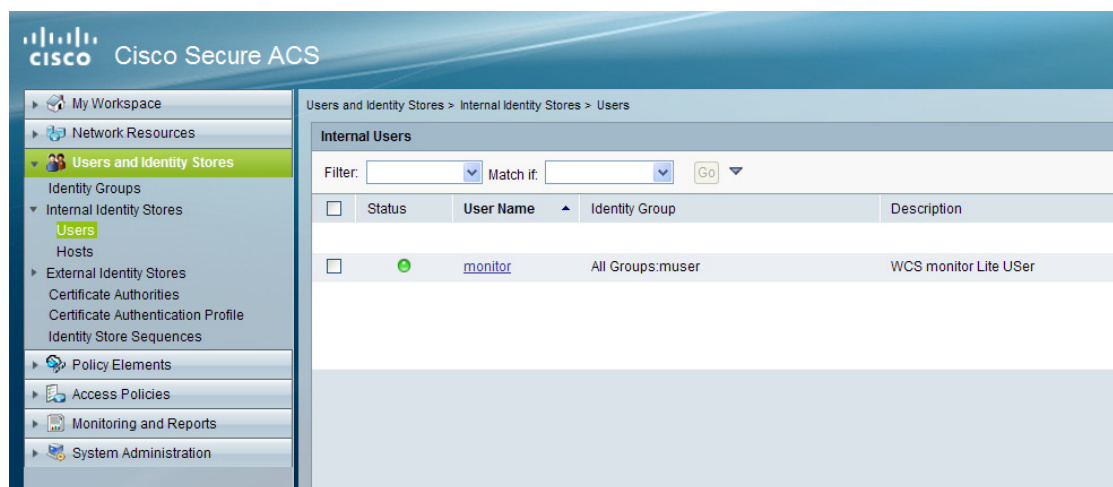 CISCO Cisco Secure ACS
My Workspace
Network Resources
Users and Identity Stores
Identity Groups
Internal Identity Stores
Users
Hosts
External Identity Stores
Certificate Authorities
Certificate Authentication Profile
Identity Store Sequences
Policy Elements
Access Policies
Monitoring and Reports
System Administration
Users and Identity Stores > Internal Identity Stores > Users
Internal Users
Filter: Match if: Go
Status User Name Identity Group Description
monitor All Groups:muser WCS monitor Lite USer